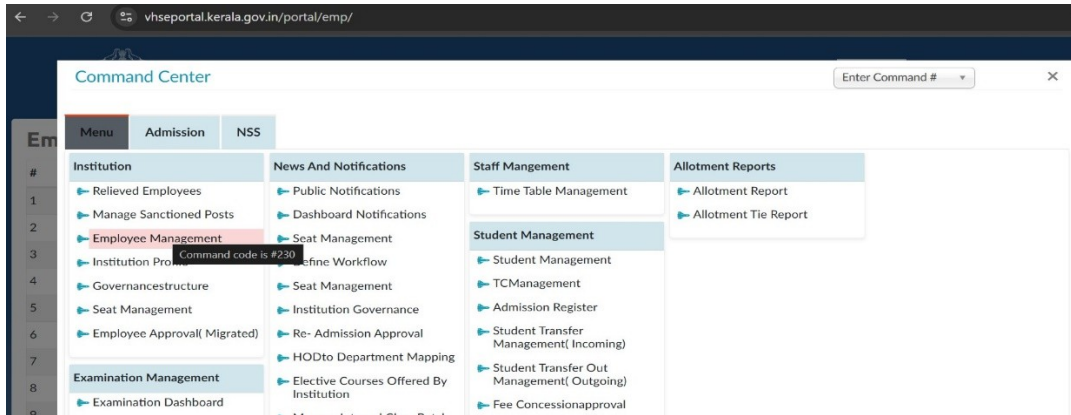 vhseportal.kerala.gov.in/portal/emp/
Command Center
Enter Command #
Em
Menu
Admission
NSS
#
1
2
3
4
5
6
7
8
Institution
Relieved Employees
Manage Sanctioned Posts
Employee Management
Command code is #230
Institution
Governancestructure
Seat Management
Employee Approval( Migrated)
Examination Management
Examination Dashboard
News And Notifications
Public Notifications
Dashboard Notifications
Seat Management
Define Workflow
Seat Management
Institution Governance
Re- Admission Approval
HODto Department Mapping
Elective Courses Offered By
Institution
Staff Mangement
Time Table Management
Student Management
Student Management
TCManagement
Admission Register
Student Transfer
Management( Incoming)
Student Transfer Out
Management( Outgoing)
Fee Concessionapproval
Allotment Reports
Allotment Report
Allotment Tie Report